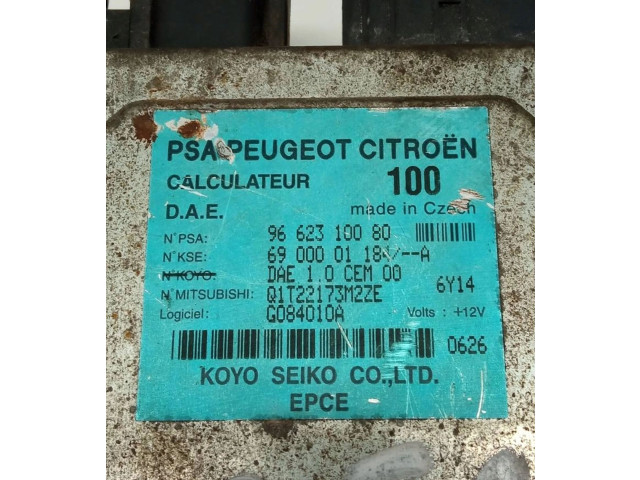 PSA PEUGEOT CITROËN
CALCULATEUR 100
D.A.E. made in Czech
N°PSA: 96 623 100 80
N°KSE: 69 000 01 184/--A
N°KOYO: DAE 1.0 CEM 00
N°MITSUBISHI: Q1T22173M2ZE 6Y14
Logiciel: G084010A Volts : +12V
0626
KOYO SEIKO CO.,LTD.
EPCE